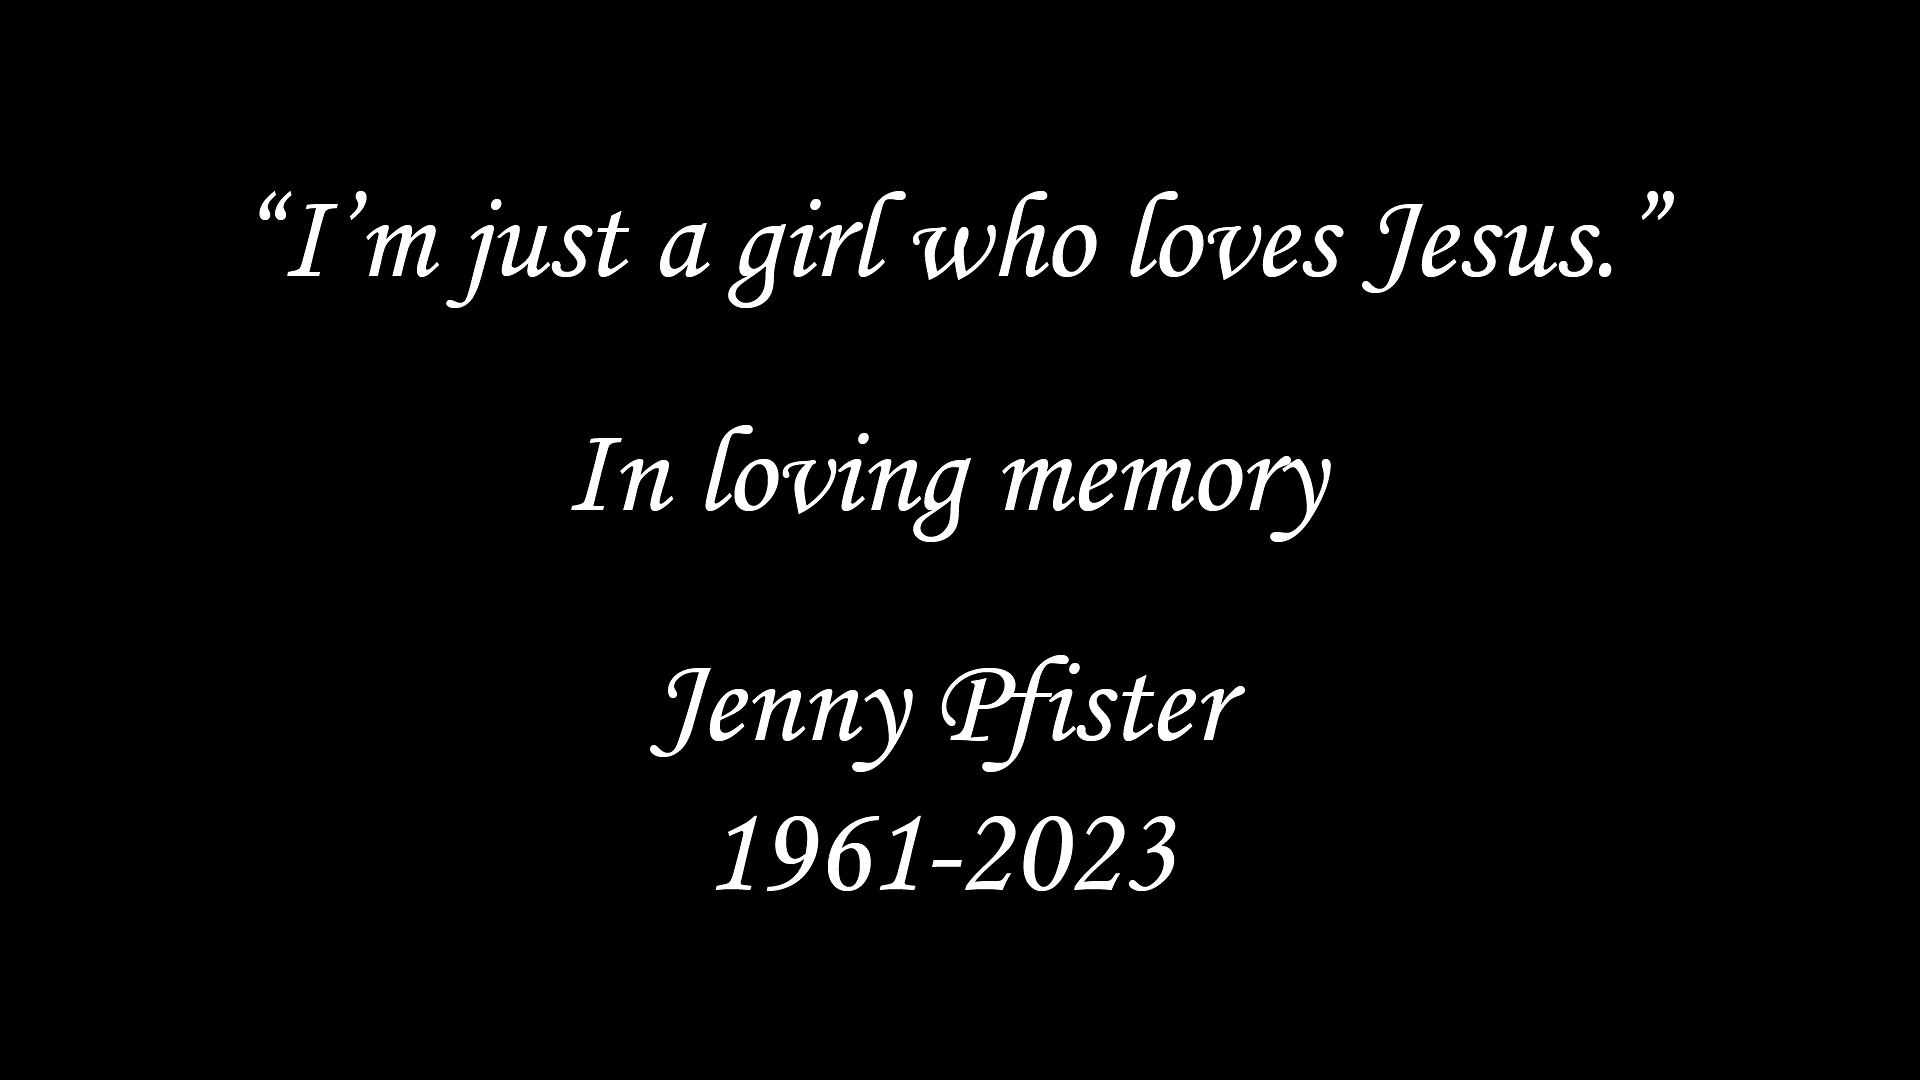 “I’m just a girl who loves Jesus.”
In loving memory
Jenny Pfister
1961-2023